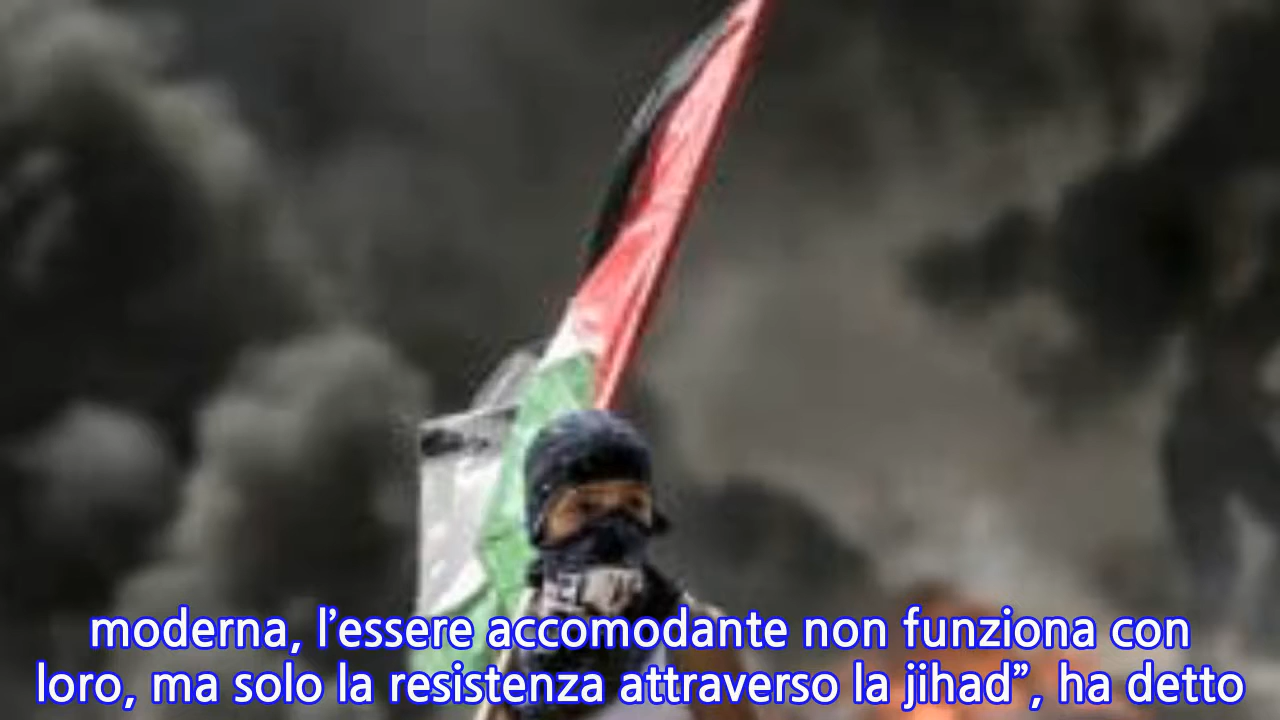 moderna, l’essere accomodante non funziona con
loro, ma solo la resistenza attraverso la jihad”, ha detto